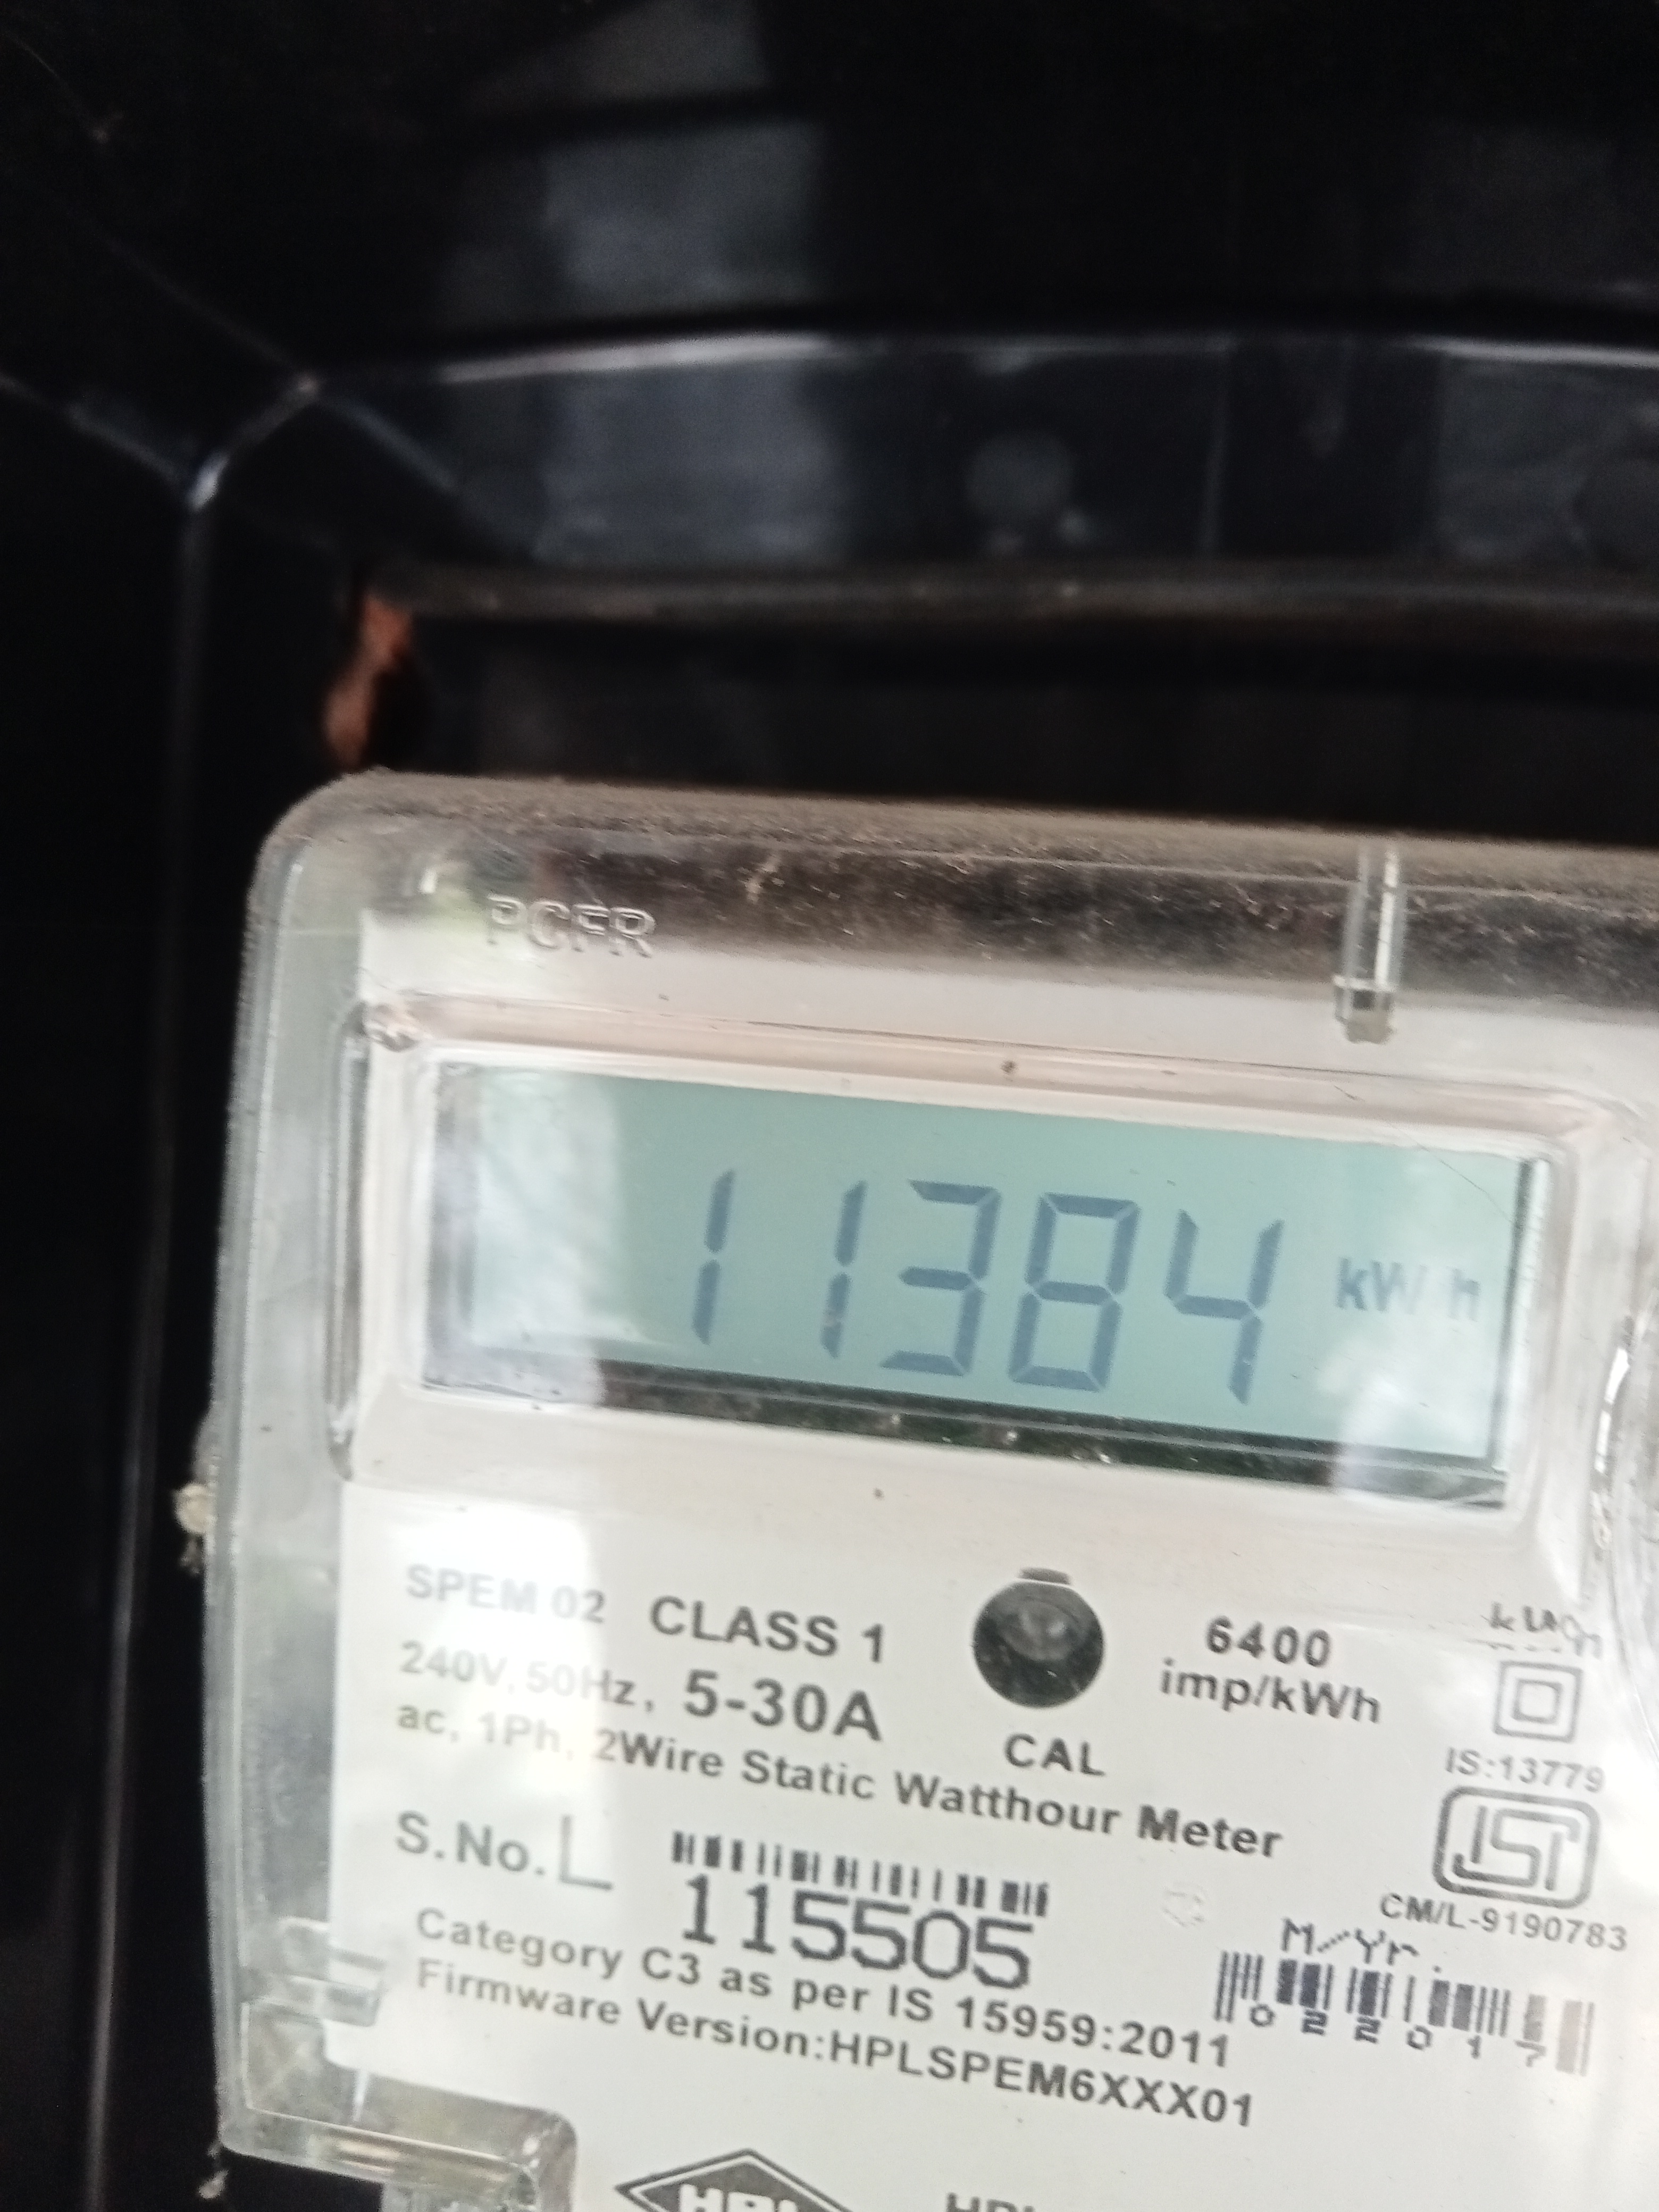 PCFR
11384 kWh
SPEM 02 CLASS 1
240V, 50Hz, 5-30A
ac, 1Ph, 2Wire Static Watthour Meter
CAL
6400
imp/kWh
IS:13779
ISI
CM/L-9190783
S.No. L 115505
M/Yr.
022017
Category C3 as per IS 15959:2011
Firmware Version:HPLSPEM6XXX01
HPL